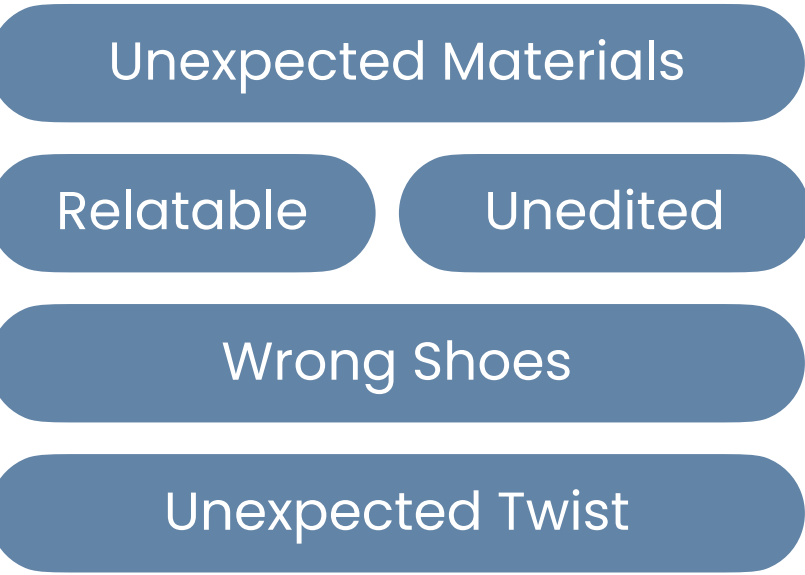 Unexpected Materials
Relatable
Unedited
Wrong Shoes
Unexpected Twist